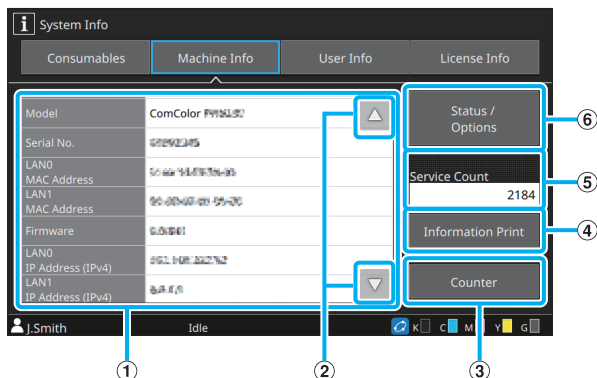 System Info
Consumables
Machine Info
User Info
License Info
Model
ComColor
Serial No.
LAN0
MAC Address
LAN1
MAC Address
Firmware
LAN0
IP Address (IPv4)
LAN1
IP Address (IPv4)
Status /
Options
Service Count
2184
Information Print
Counter
J.Smith
Idle
K C M Y G
⑥
⑤
④
①
②
③